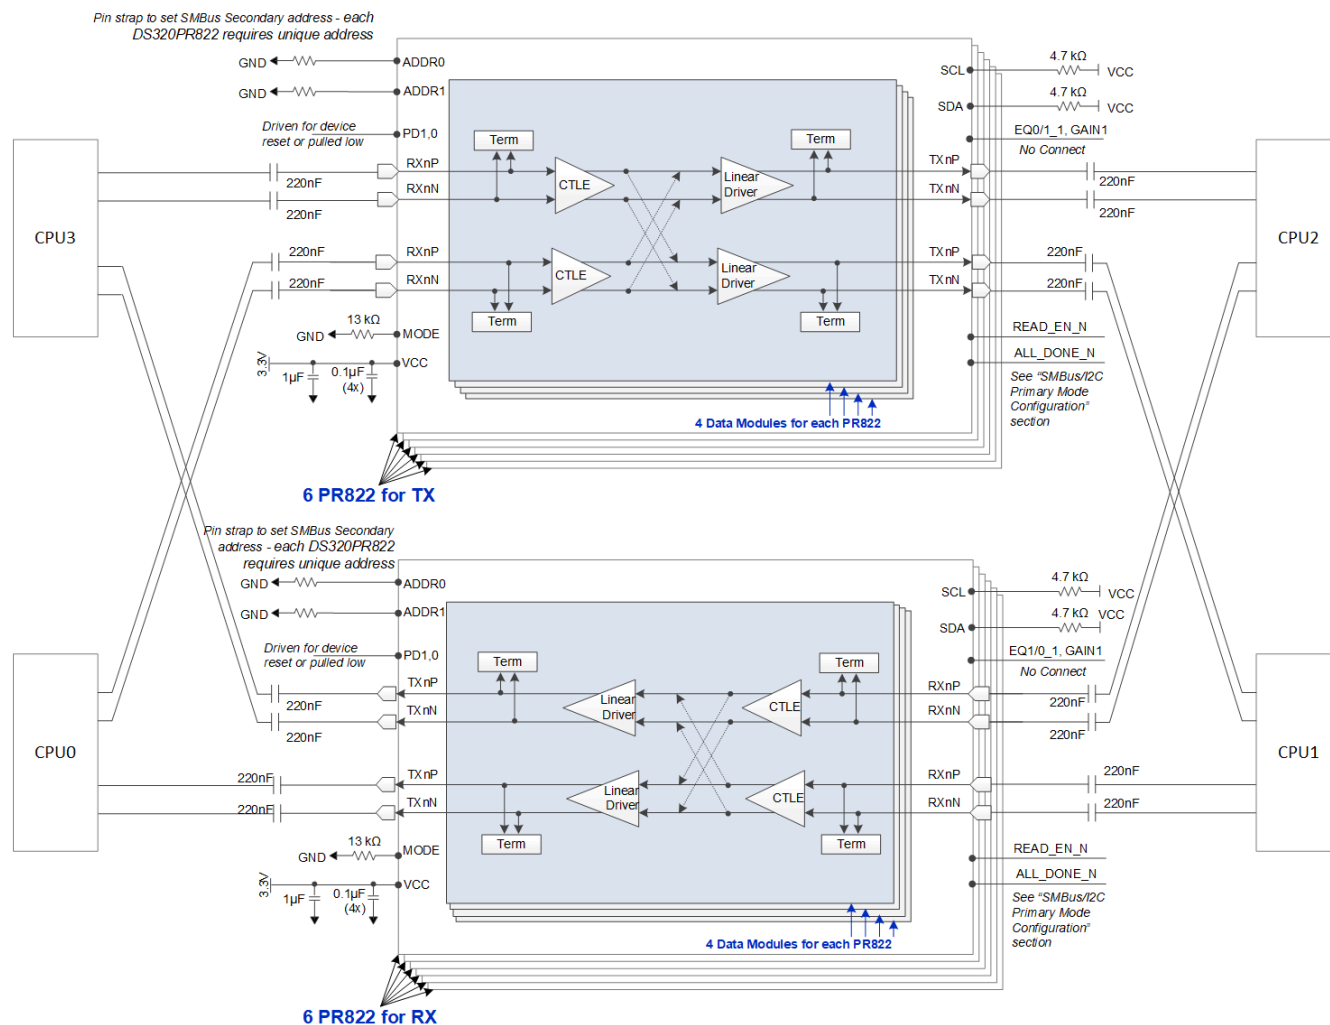 Pin strap to set SMBus Secondary address - each
DS320PR822 requires unique address
GND
ADDR0
GND
ADDR1
Driven for device
reset or pulled low
PD1,0
SCL
4.7 kΩ
VCC
SDA
4.7 kΩ
VCC
EQ0/1_1, GAIN1
No Connect
Term
Term
RXnP
220nF
RXnN
220nF
CTLE
Linear
Driver
TXnP
220nF
TXnN
220nF
CPU3
CPU2
220nF
RXnP
220nF
RXnN
CTLE
Linear
Driver
TXnP
220nF
TXnN
220nF
Term
Term
13 kΩ
GND
MODE
3.3V
VCC
1µF
0.1µF
(4x)
READ_EN_N
ALL_DONE_N
See "SMBus/I2C
Primary Mode
Configuration"
section
4 Data Modules for each PR822
6 PR822 for TX
Pin strap to set SMBus Secondary
address - each DS320PR822
requires unique address
GND
ADDR0
GND
ADDR1
Driven for device
reset or pulled low
PD1,0
SCL
4.7 kΩ
VCC
SDA
4.7 kΩ
VCC
EQ1/0_1, GAIN1
No Connect
Term
Term
TXnP
220nF
TXnN
220nF
Linear
Driver
CTLE
RXnP
220nF
RXnN
220nF
CPU0
CPU1
220nF
TXnP
220nF
TXnN
Linear
Driver
CTLE
RXnP
220nF
RXnN
220nF
Term
Term
13 kΩ
GND
MODE
3.3V
VCC
1µF
0.1µF
(4x)
READ_EN_N
ALL_DONE_N
See "SMBus/I2C
Primary Mode
Configuration"
section
4 Data Modules for each PR822
6 PR822 for RX